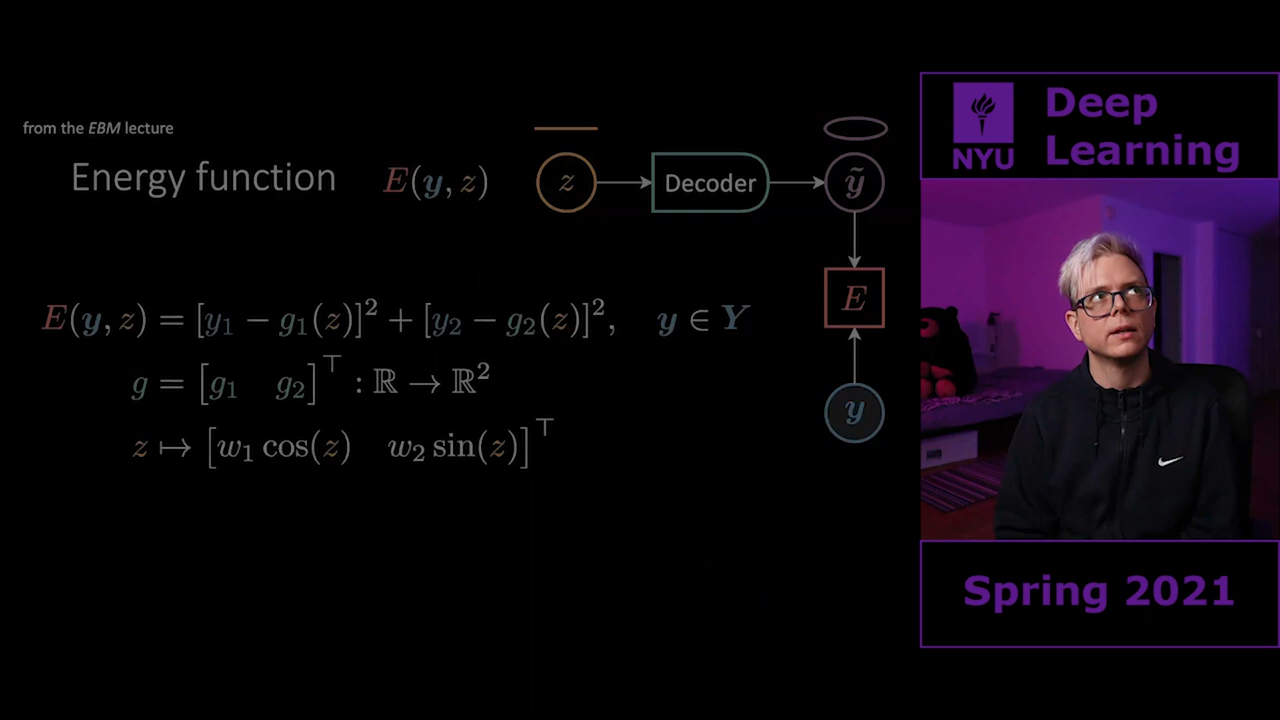 from the EBM lecture
Energy function E(y, z)
z
Decoder
ỹ
E
y
E(y, z) = [y₁ − g₁(z)]² + [y₂ − g₂(z)]², y ∈ Y
g = [g₁ g₂]⊤ : ℝ → ℝ²
z ↦ [w₁ cos(z) w₂ sin(z)]⊤
NYU
Deep
Learning
Spring 2021